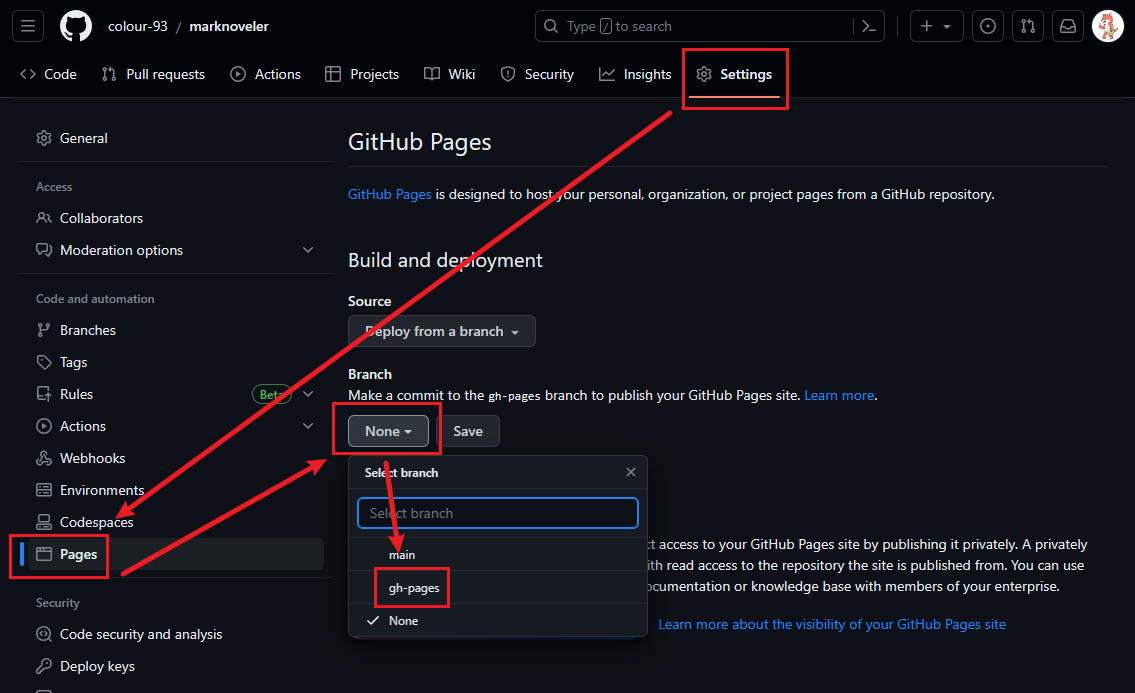 colour-93 / marknoveler
Type / to search
Code Pull requests Actions Projects Wiki Security Insights Settings
General
Access
Collaborators
Moderation options
Code and automation
Branches
Tags
Rules Beta
Actions
Webhooks
Environments
Codespaces
Pages
Security
Code security and analysis
Deploy keys
GitHub Pages
GitHub Pages is designed to host your personal, organization, or project pages from a GitHub repository.
Build and deployment
Source
Deploy from a branch
Branch
Make a commit to the gh-pages branch to publish your GitHub Pages site. Learn more.
None Save
Select branch
Select branch
main
gh-pages
None
access to your GitHub Pages site by publishing it privately. A privately
with read access to the repository the site is published from. You can use
documentation or knowledge base with members of your enterprise.
Learn more about the visibility of your GitHub Pages site